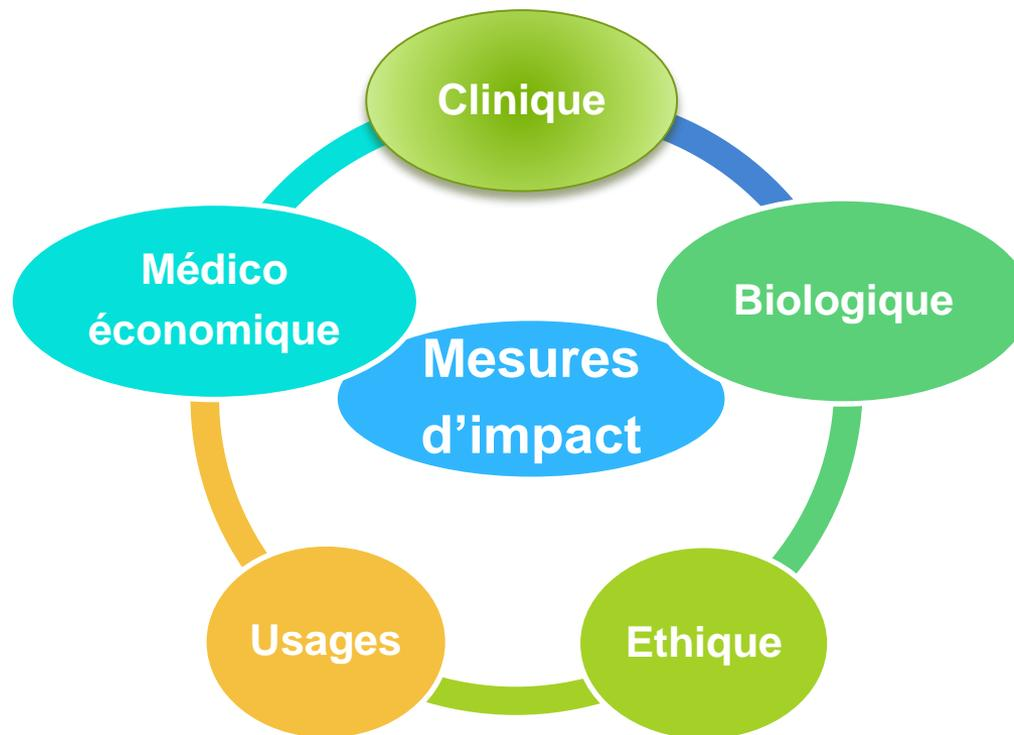 Clinique
Médico
économique
Biologique
Mesures
d’impact
Usages
Ethique